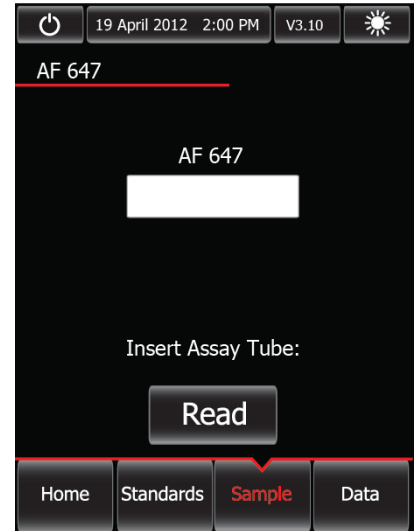 19 April 2012 2:00 PM V3.10
AF 647
AF 647
Insert Assay Tube:
Read
Home Standards Sample Data